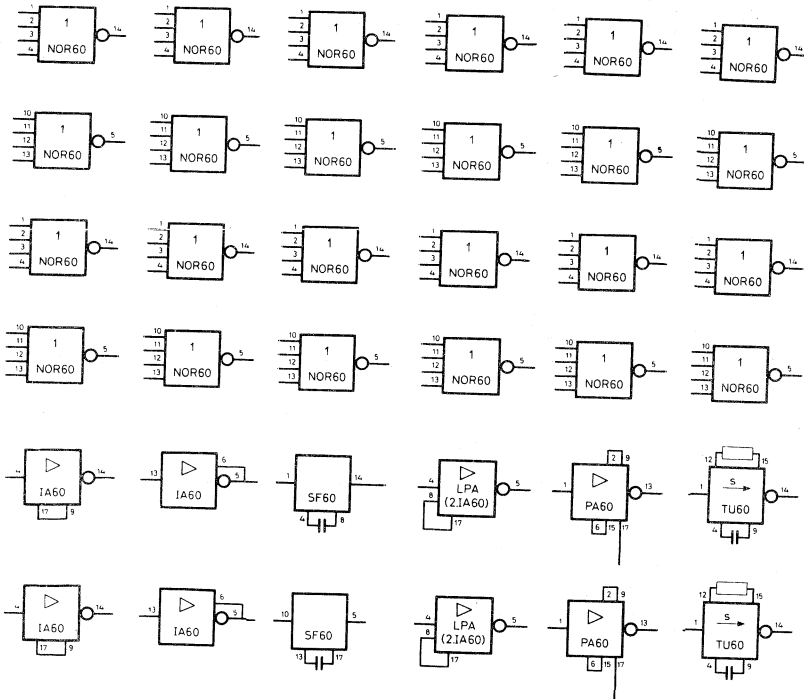 1 2 3 4 1 NOR60 14
1 2 3 4 1 NOR60 14
1 2 3 4 1 NOR60 14
1 2 3 4 1 NOR60 14
1 2 3 4 1 NOR60 14
1 2 3 4 1 NOR60 14
10 11 12 13 1 NOR60 5
10 11 12 13 1 NOR60 5
10 11 12 13 1 NOR60 5
10 11 12 13 1 NOR60 5
10 11 12 13 1 NOR60 5
10 11 12 13 1 NOR60 5
1 2 3 4 1 NOR60 14
1 2 3 4 1 NOR60 14
1 2 3 4 1 NOR60 14
1 2 3 4 1 NOR60 14
1 2 3 4 1 NOR60 14
1 2 3 4 1 NOR60 14
10 11 12 13 1 NOR60 5
10 11 12 13 1 NOR60 5
10 11 12 13 1 NOR60 5
10 11 12 13 1 NOR60 5
10 11 12 13 1 NOR60 5
10 11 12 13 1 NOR60 5
4 IA60 14 17 9
13 IA60 6 5
1 SF60 14 4 8
4 8 LPA
(2.IA60) 5 17
1 PA60 2 9 13 6 15 17
12 15 1 S TU60 14 4 9
4 IA60 14 17 9
13 IA60 6 5
10 SF60 5 13 17
4 8 LPA
(2.IA60) 5 17
1 PA60 2 9 13 6 15 17
12 15 1 S TU60 14 4 9